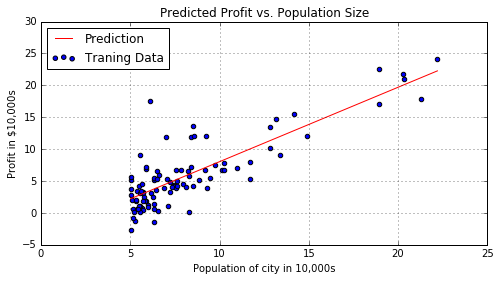 Predicted Profit vs. Population Size
Prediction
Traning Data
Profit in $10,000s
30
25
20
15
10
5
0
−5
0 5 10 15 20 25
Population of city in 10,000s